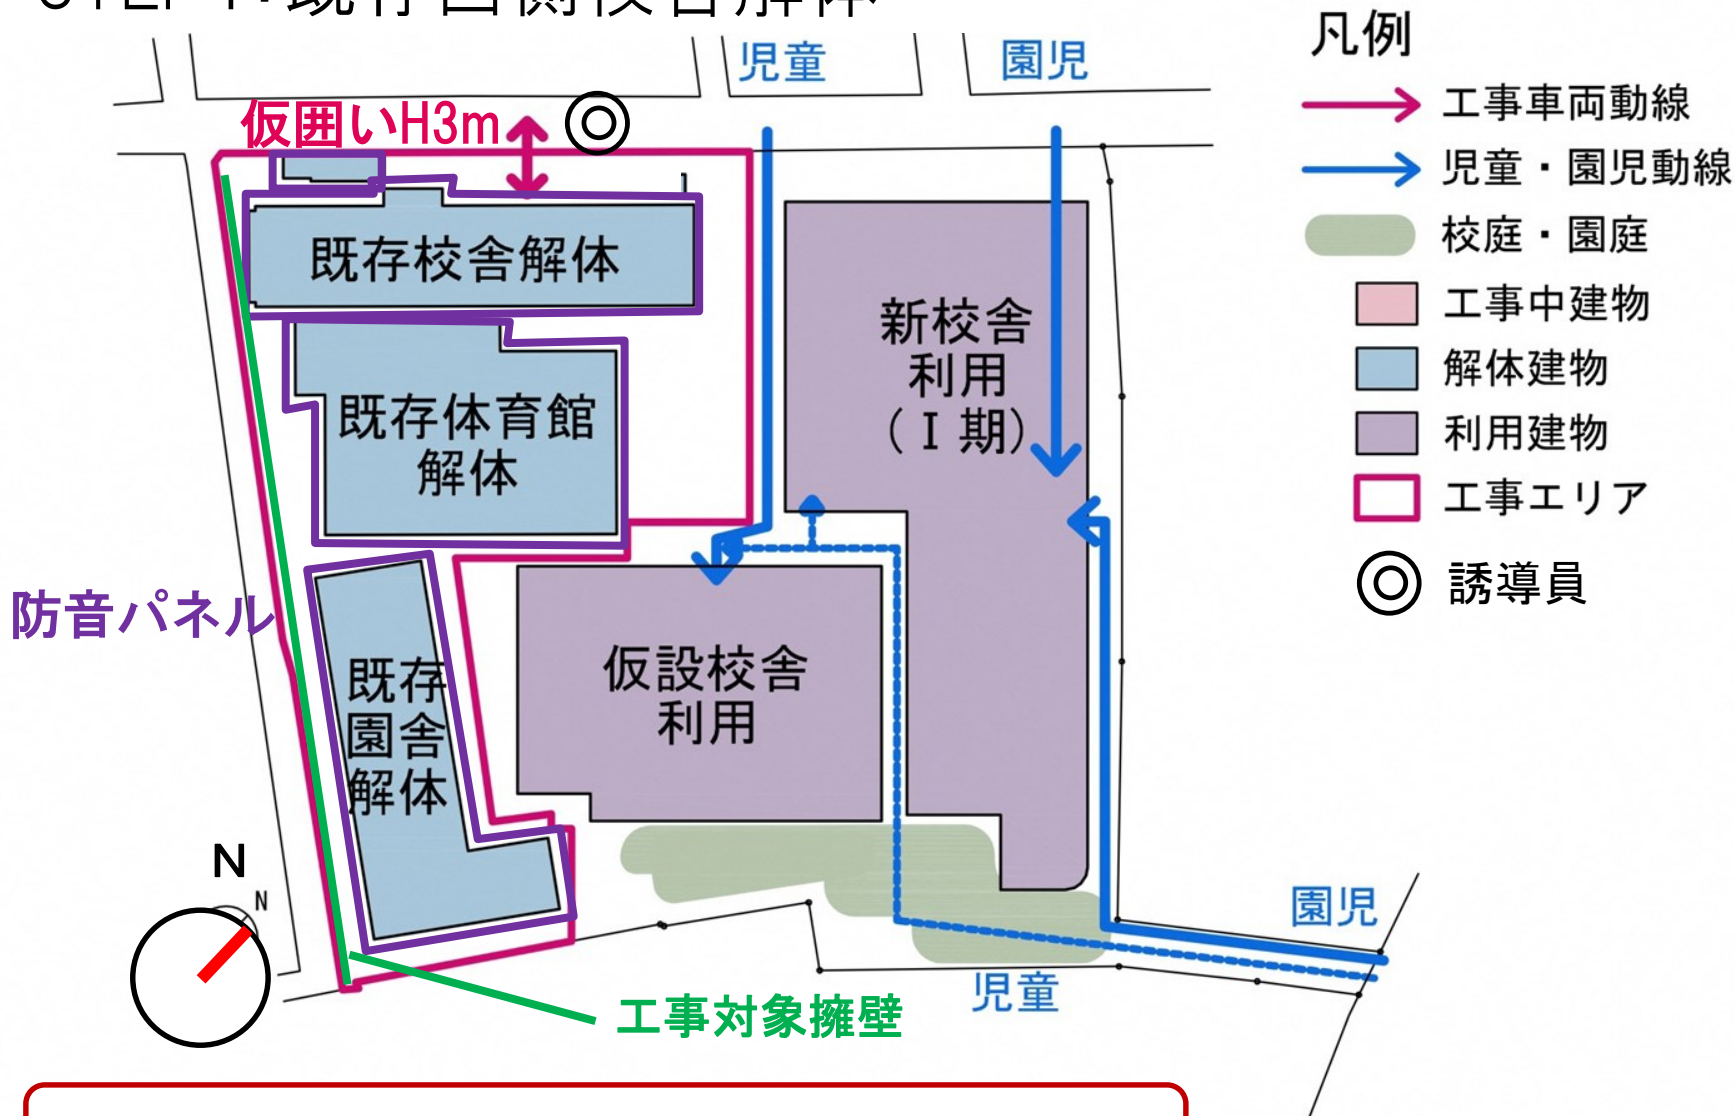 児童
園児
凡例
仮囲いH3m
工事車両動線
児童・園児動線
校庭・園庭
工事中建物
解体建物
利用建物
工事エリア
誘導員
既存校舎解体
新校舎
利用
(Ⅰ期)
既存体育館
解体
防音パネル
既存
園舎
解体
仮設校舎
利用
N
N
園児
児童
工事対象擁壁